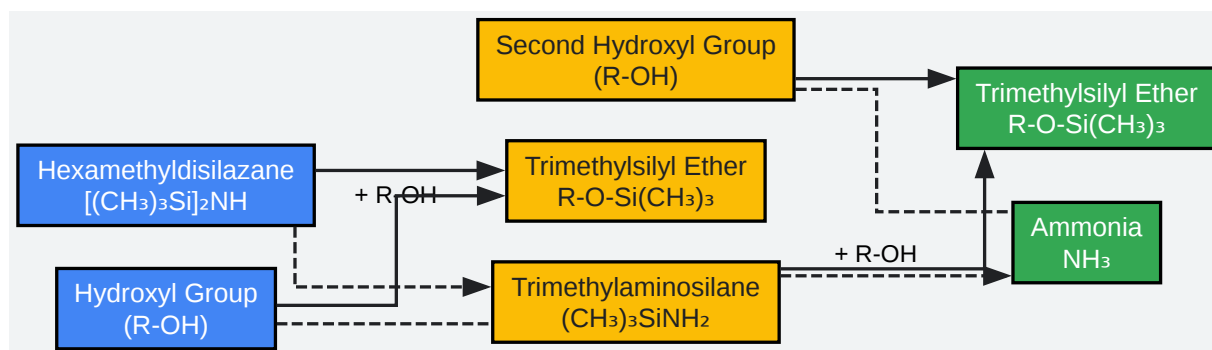 Second Hydroxyl Group
(R-OH)
Trimethylsilyl Ether
R-O-Si(CH₃)₃
Hexamethyldisilazane
[(CH₃)₃Si]₂NH
+ R-OH
Trimethylsilyl Ether
R-O-Si(CH₃)₃
Ammonia
NH₃
+ R-OH
Hydroxyl Group
(R-OH)
Trimethylaminosilane
(CH₃)₃SiNH₂